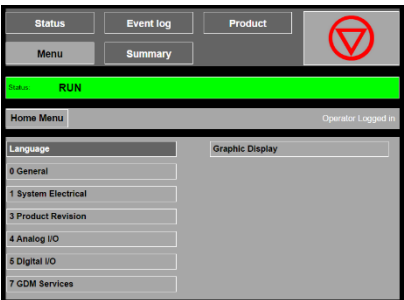 Status Event log Product
Menu Summary
Status: RUN
Home Menu Operator Logged in
Language Graphic Display
0 General
1 System Electrical
3 Product Revision
4 Analog I/O
5 Digital I/O
7 GDM Services